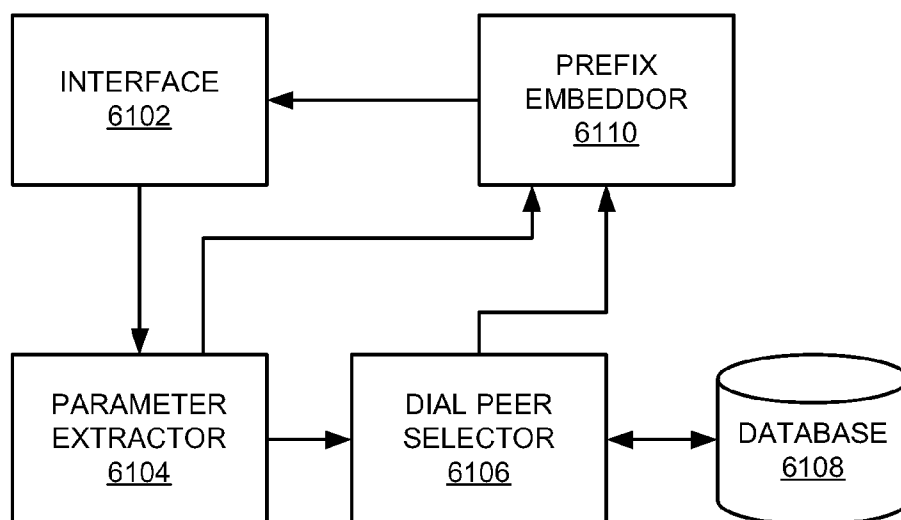 INTERFACE
6102
PREFIX
EMBEDDOR
6110
PARAMETER
EXTRACTOR
6104
DIAL PEER
SELECTOR
6106
DATABASE
6108